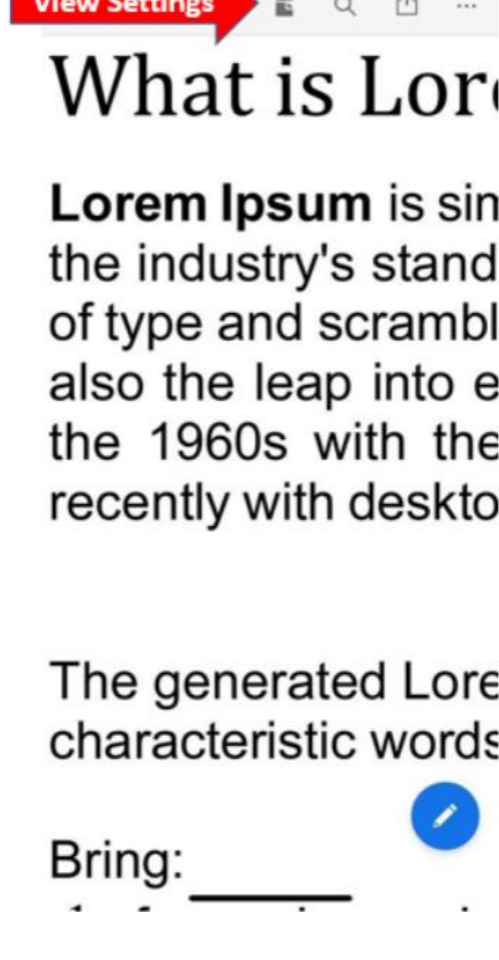 View Settings
What is Lor
Lorem Ipsum is sim
the industry's stand
of type and scrambl
also the leap into e
the 1960s with the
recently with deskto
The generated Lore
characteristic words
Bring: